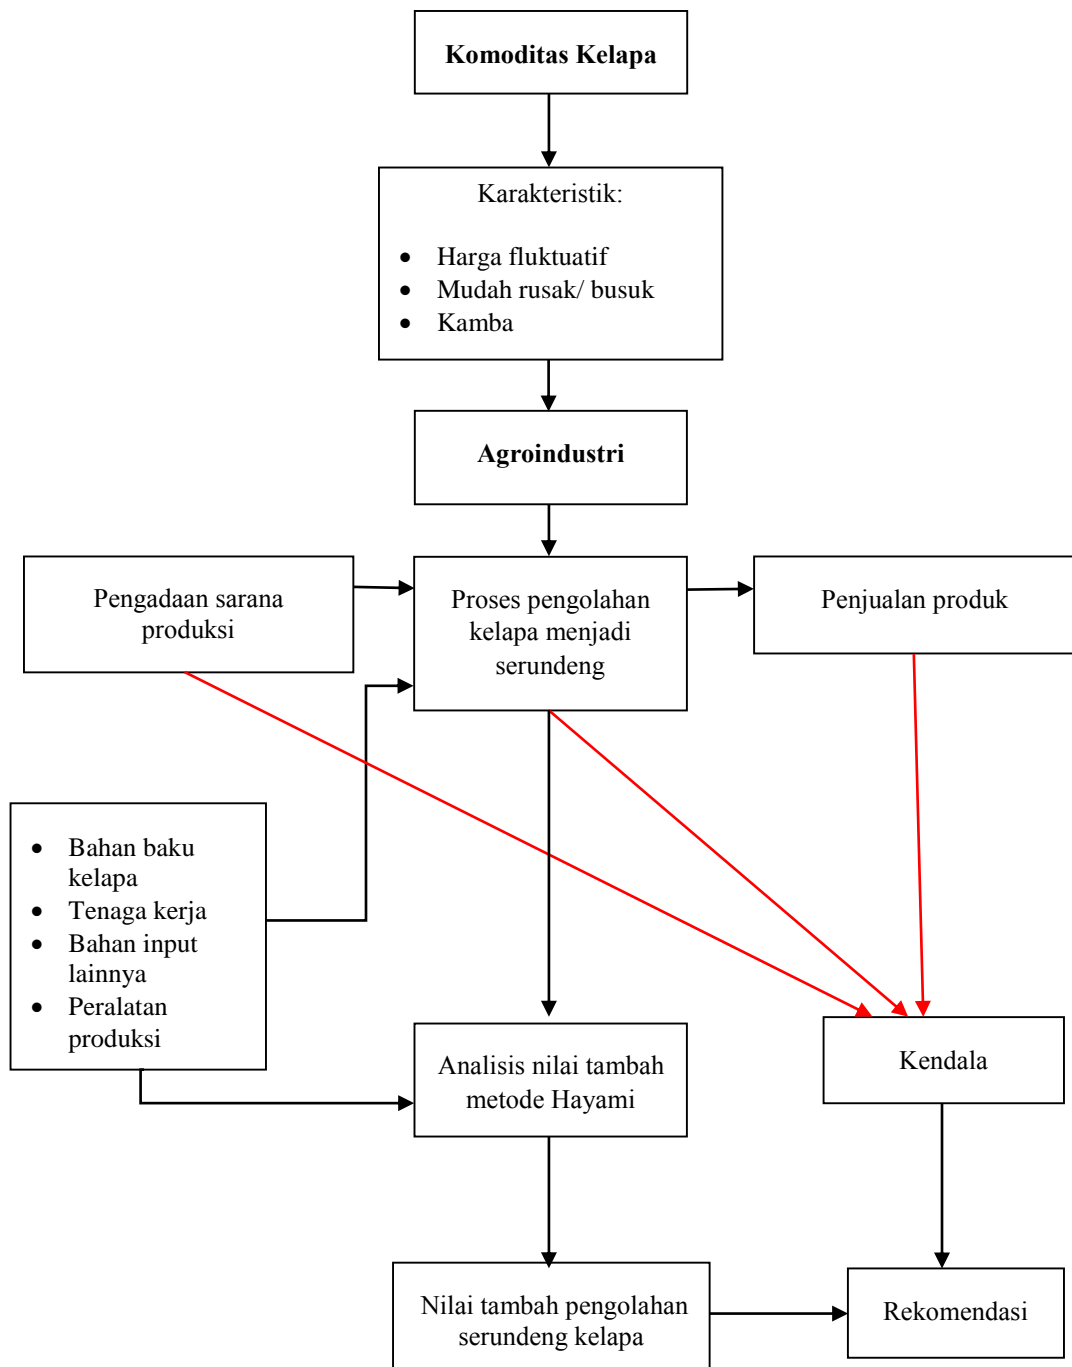 Komoditas Kelapa
Karakteristik:
• Harga fluktuatif
• Mudah rusak/ busuk
• Kamba
Agroindustri
Pengadaan sarana
produksi
Proses pengolahan
kelapa menjadi
serundeng
Penjualan produk
• Bahan baku
kelapa
• Tenaga kerja
• Bahan input
lainnya
• Peralatan
produksi
Analisis nilai tambah
metode Hayami
Kendala
Nilai tambah pengolahan
serundeng kelapa
Rekomendasi